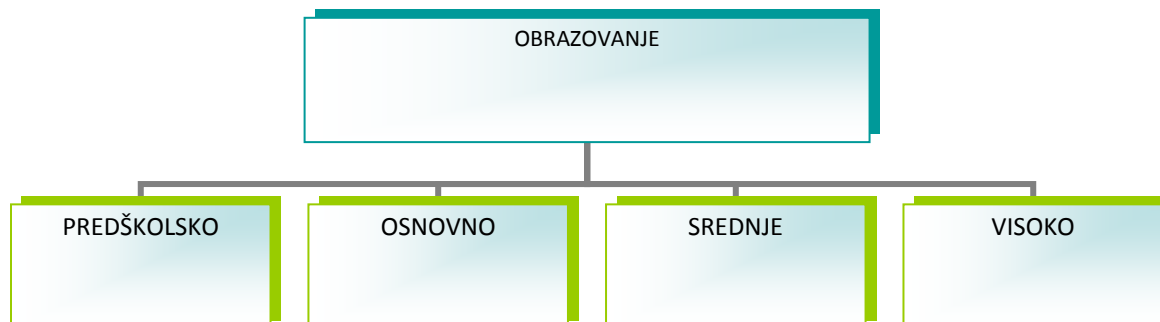 OBRAZOVANJE
PREDŠKOLSKO
OSNOVNO
SREDNJE
VISOKO